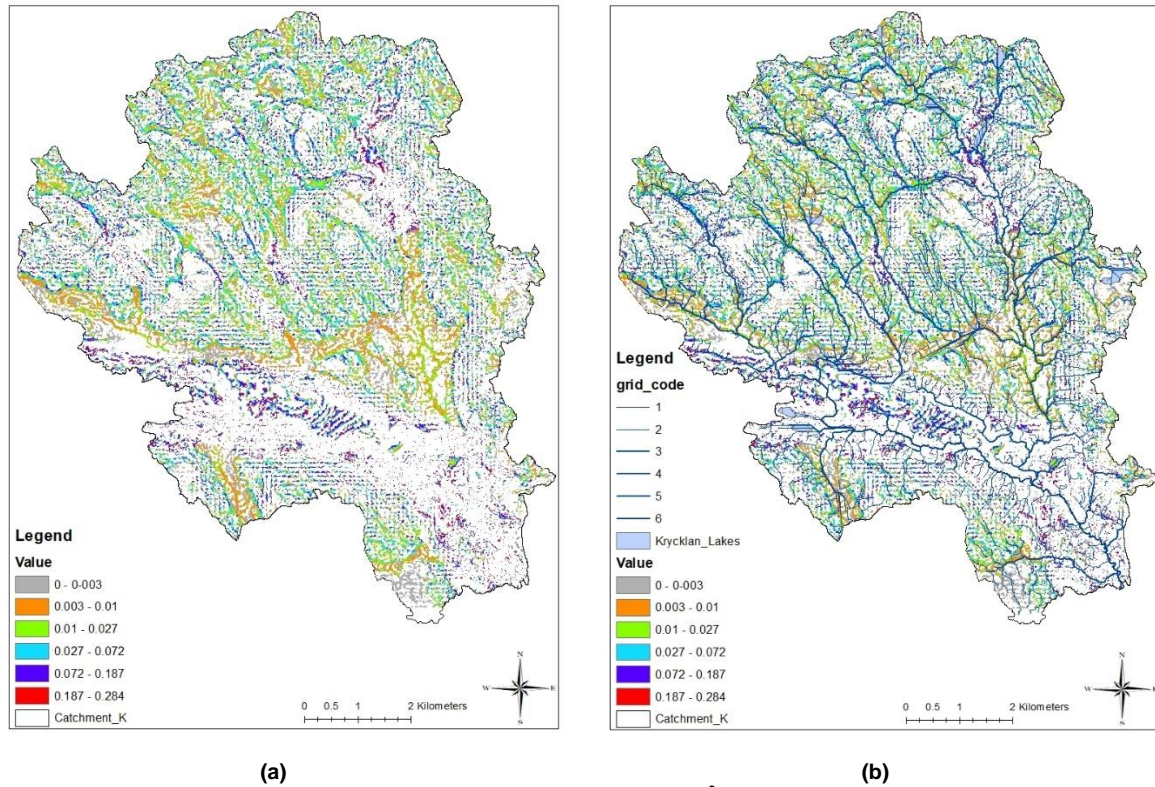 Legend
Value
0 - 0-003
0.003 - 0.01
0.01 - 0.027
0.027 - 0.072
0.072 - 0.187
0.187 - 0.284
Catchment_K
N
W
E
S
0 0.5 1 2 Kilometers
(a)
Legend
grid_code
1
2
3
4
5
6
Krycklan_Lakes
Value
0 - 0-003
0.003 - 0.01
0.01 - 0.027
0.027 - 0.072
0.072 - 0.187
0.187 - 0.284
Catchment_K
N
W
S
0 0.5 1 2 Kilometers
(b)